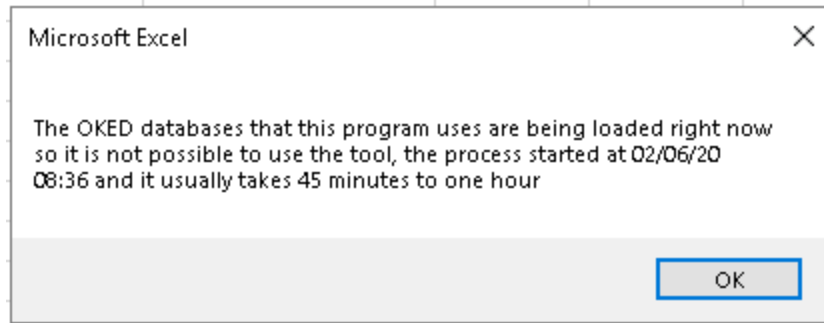 Microsoft Excel
The OKED databases that this program uses are being loaded right now
so it is not possible to use the tool, the process started at 02/06/20
08:36 and it usually takes 45 minutes to one hour
OK